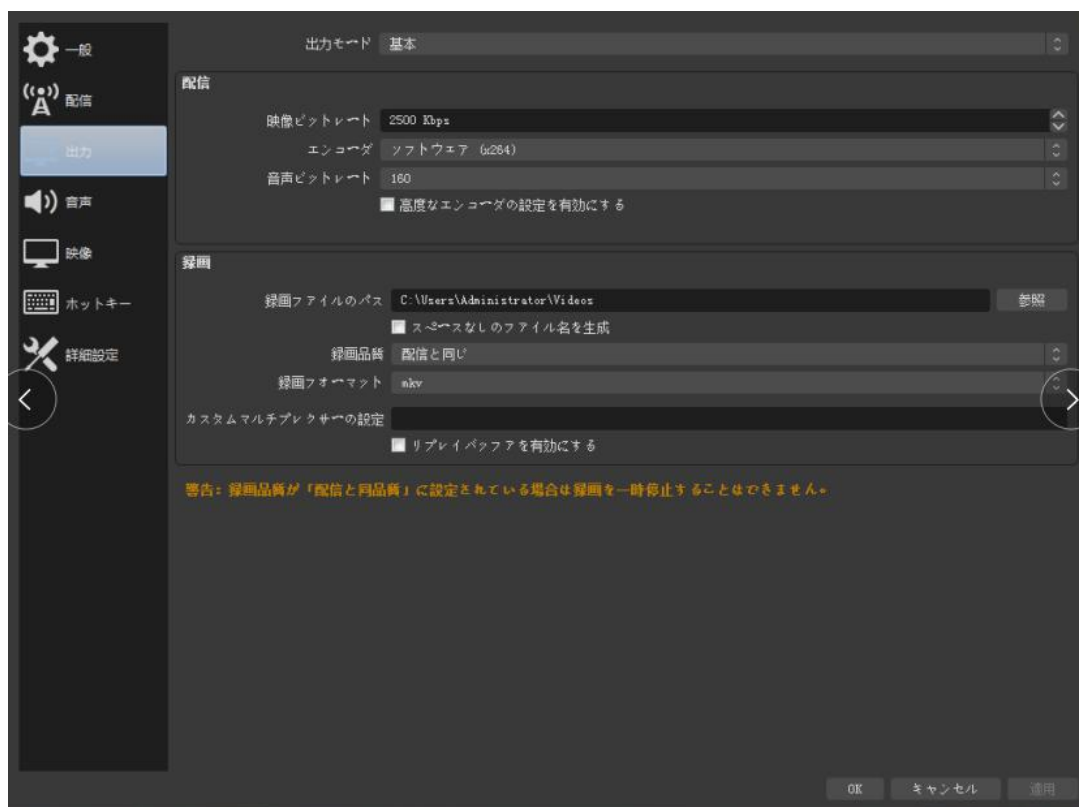 一般
配信
出力
音声
映像
ホットキー
詳細設定
出力モード 基本
配信
映像ビットレート 2500 Kbps
エンコーダ ソフトウェア (x264)
音声ビットレート 160
高度なエンコーダの設定を有効にする
録画
録画ファイルのパス C:\Users\Administrator\Videos 参照
スペースなしのファイル名を生成
録画品質 配信と同じ
録画フォーマット mkv
カスタムマルチプレクサーの設定
リプレイバッファを有効にする
警告: 録画品質が「配信と同品質」に設定されている場合は録画を一時停止することはできません。
OK キャンセル 適用